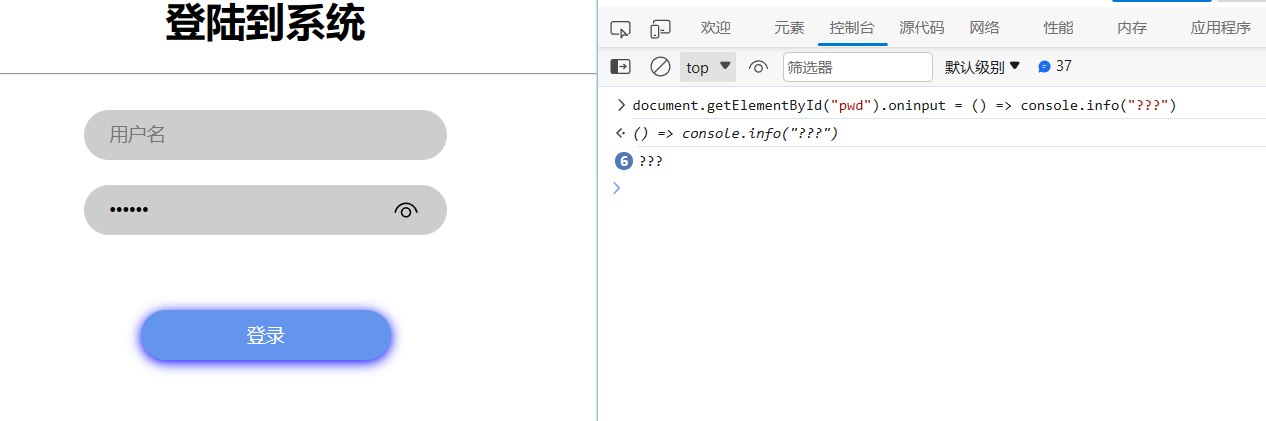 登陆到系统
用户名
••••••
登录
欢迎 元素 控制台 源代码 网络 性能 内存 应用程序
top 筛选器 默认级别 37
document.getElementById("pwd").oninput = () => console.info("???")
() => console.info("???")
6 ???